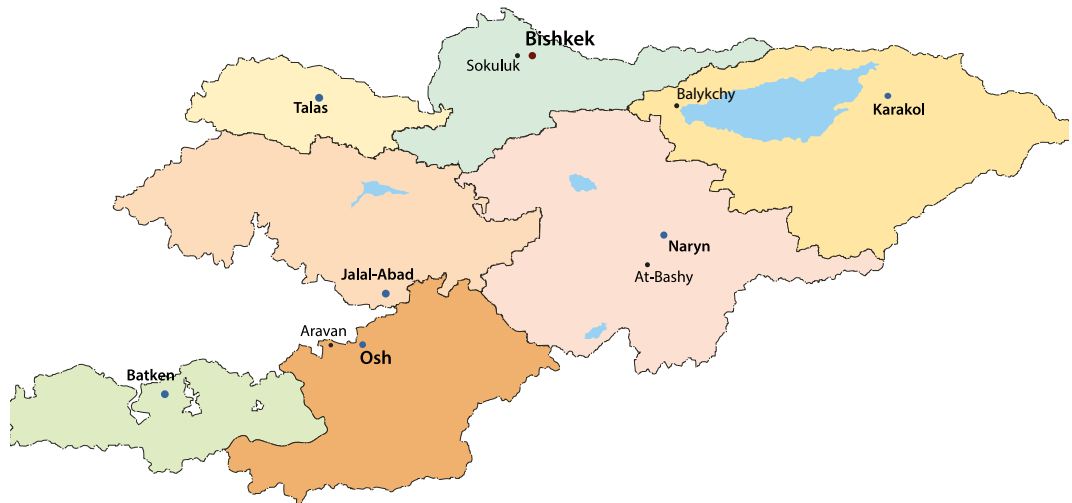 Bishkek
Sokuluk
Balykchy
Talas
Karakol
Naryn
At-Bashy
Jalal-Abad
Aravan
Osh
Batken